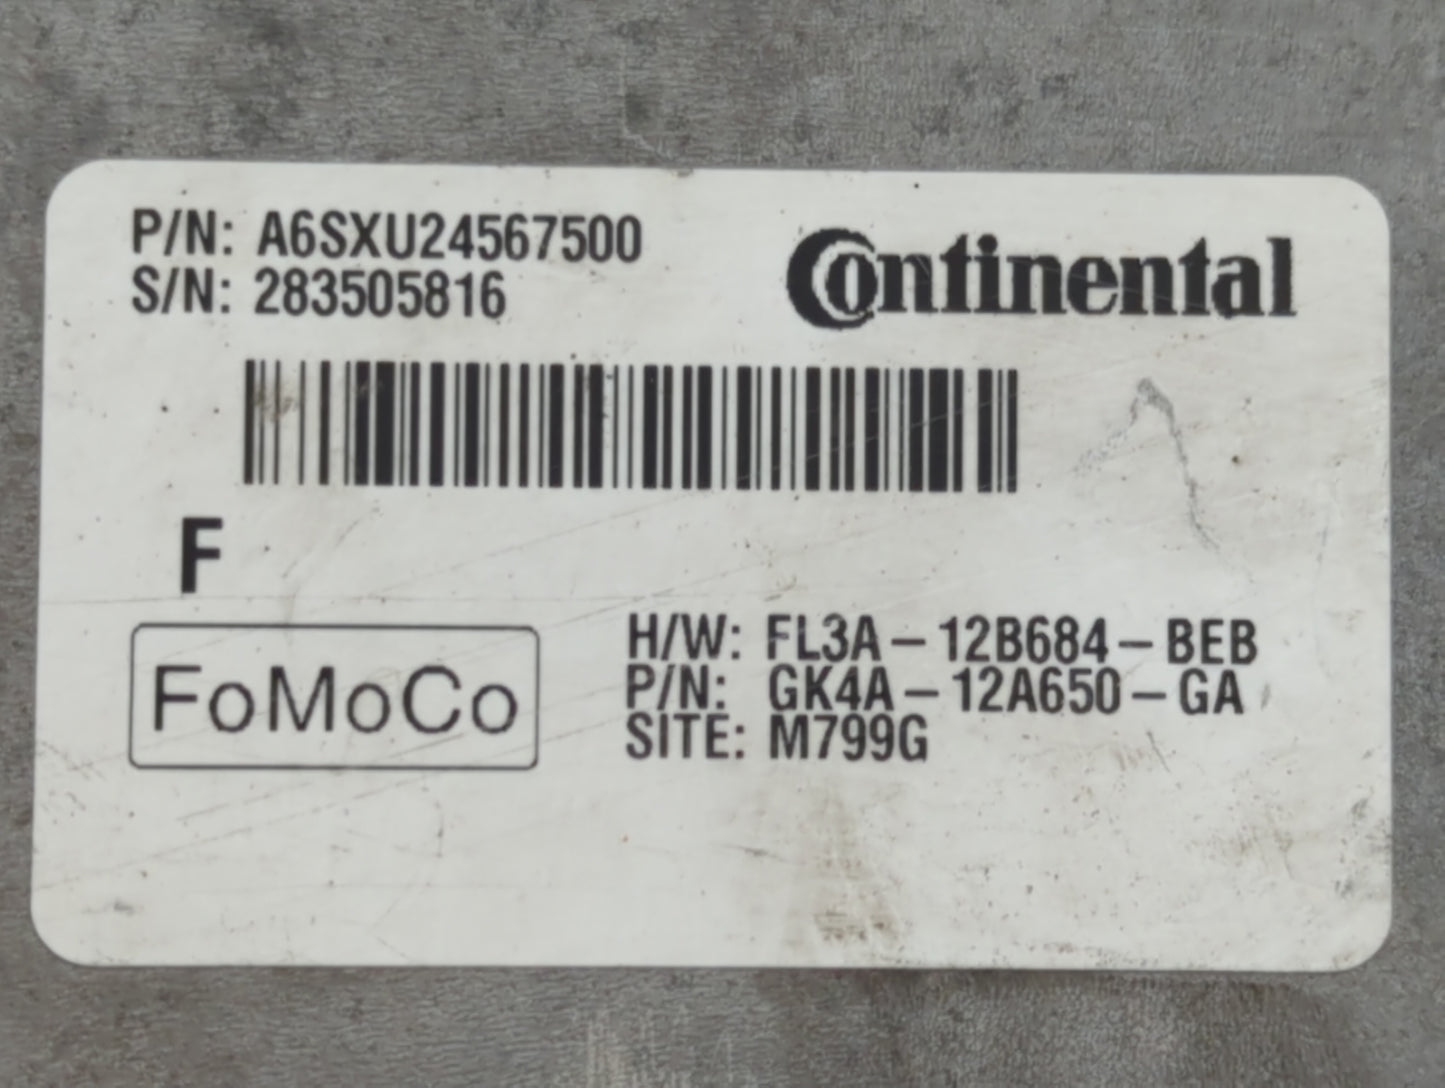 P/N: A6SXU24567500
S/N: 283505816
Continental
F
FoMoCo
H/W: FL3A-12B684-BEB
P/N: GK4A-12A650-GA
SITE: M799G